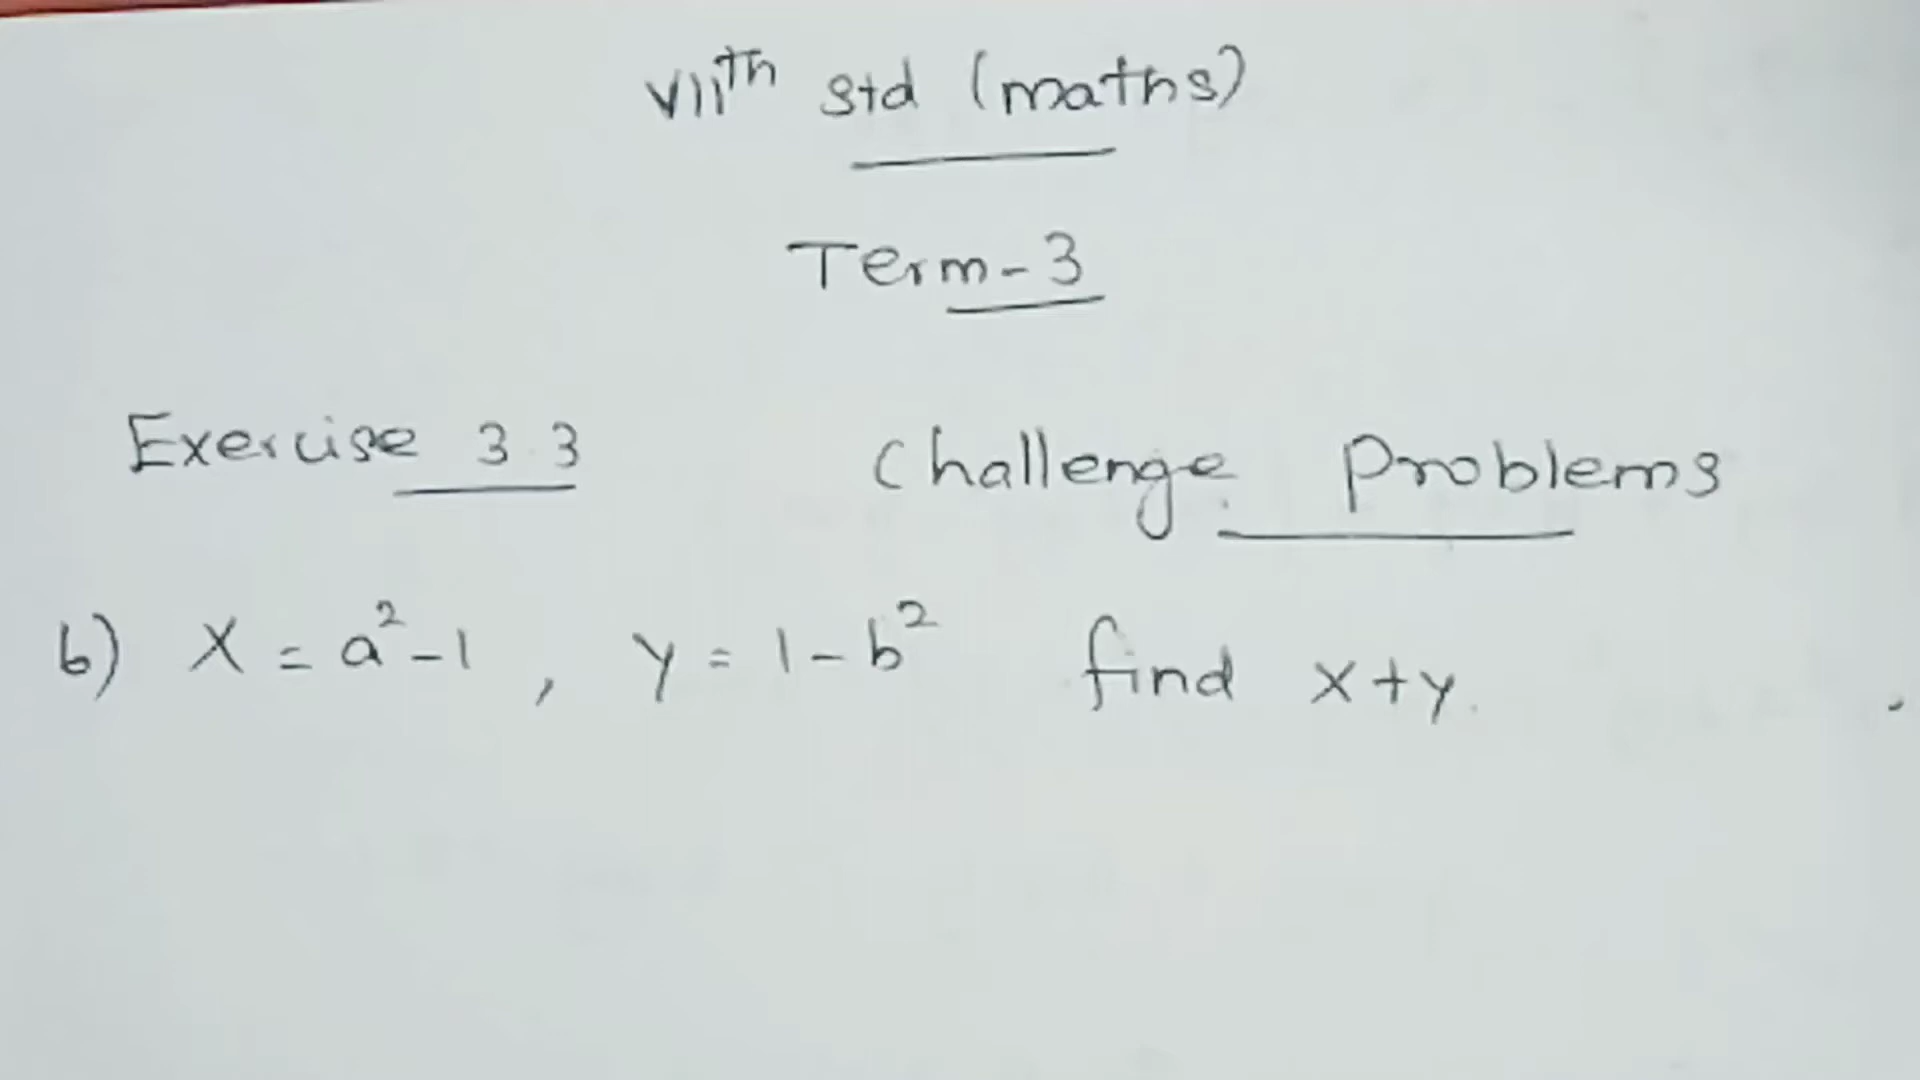 VIIth std (maths)
Term-3
Exercise 3.3 Challenge Problems
6) x = a²-1 , y = 1-b² find x+y.